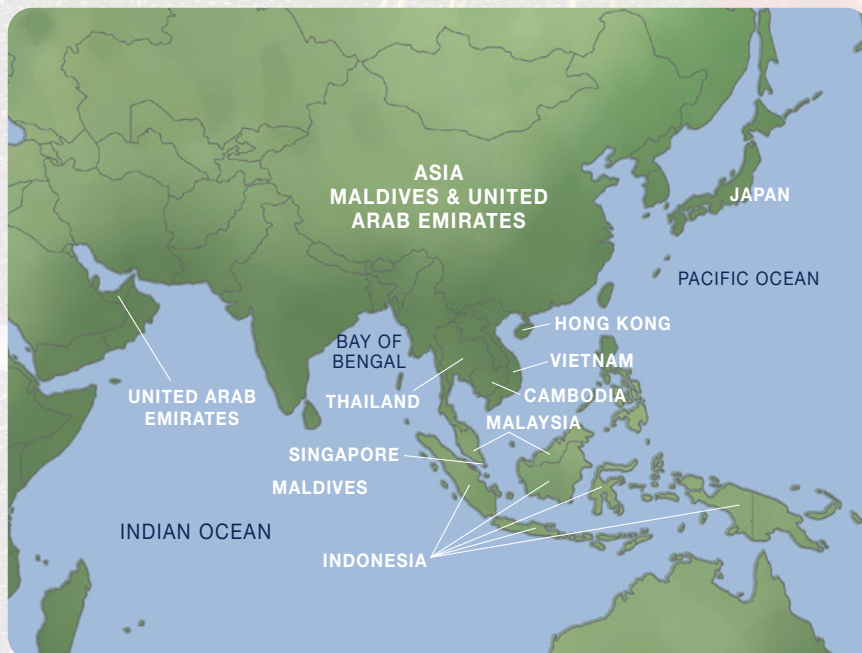 ASIA
MALDIVES & UNITED
ARAB EMIRATES
JAPAN
PACIFIC OCEAN
HONG KONG
BAY OF
BENGAL
VIETNAM
UNITED ARAB
EMIRATES
THAILAND
CAMBODIA
MALAYSIA
SINGAPORE
MALDIVES
INDIAN OCEAN
INDONESIA